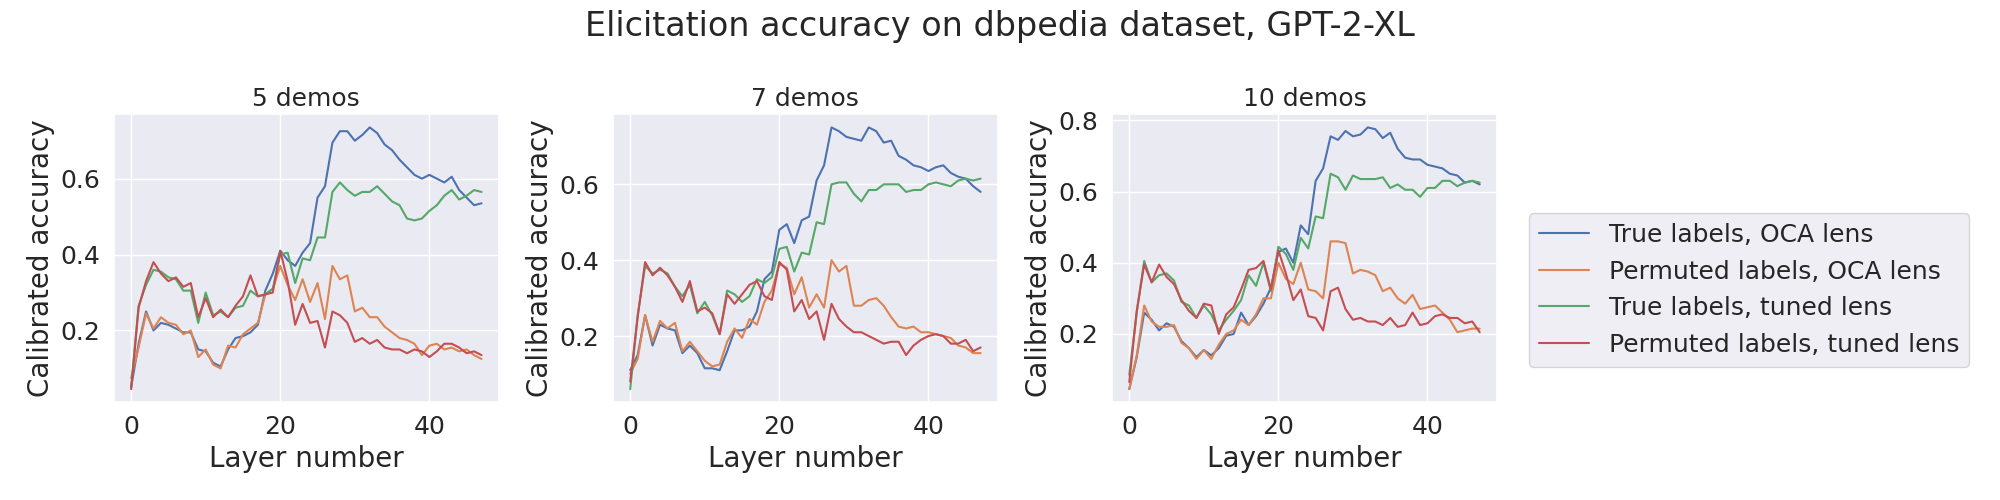 Elicitation accuracy on dbpedia dataset, GPT-2-XL
5 demos
Calibrated accuracy
0.6
0.4
0.2
0 20 40
Layer number
7 demos
Calibrated accuracy
0.6
0.4
0.2
0 20 40
Layer number
10 demos
Calibrated accuracy
0.8
0.6
0.4
0.2
0 20 40
Layer number
True labels, OCA lens
Permuted labels, OCA lens
True labels, tuned lens
Permuted labels, tuned lens